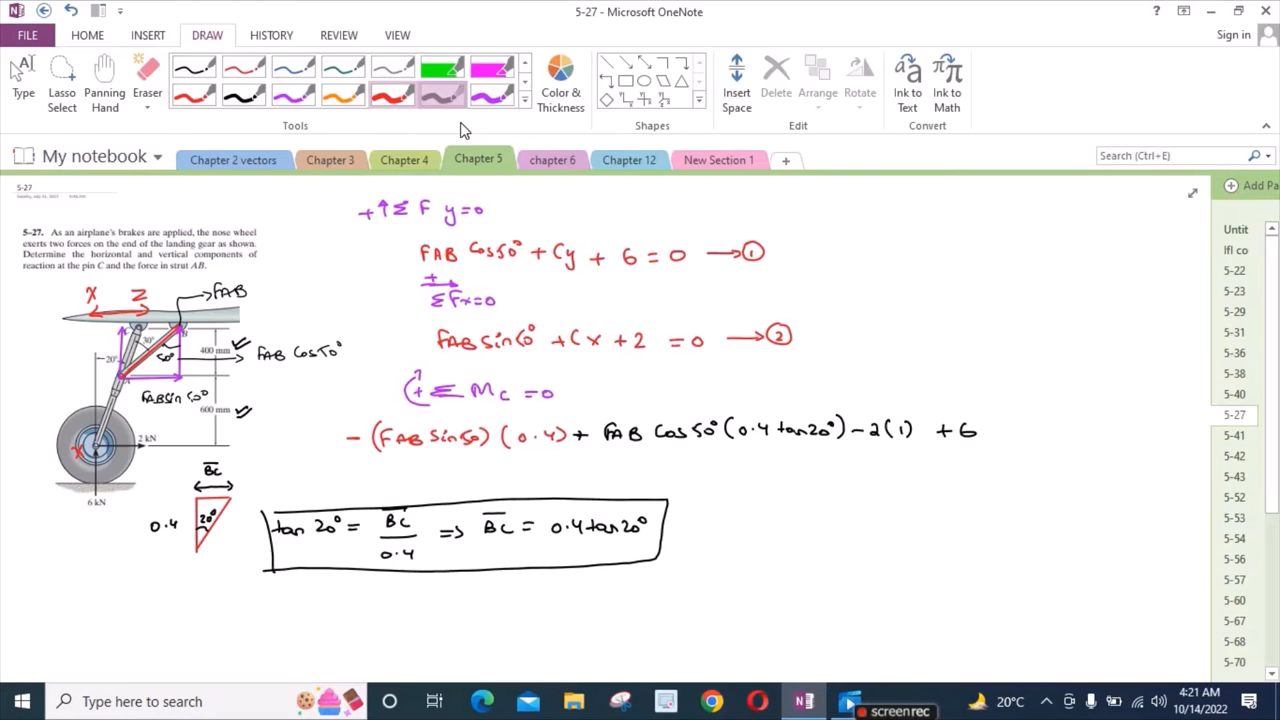 5-27 - Microsoft OneNote
FILE HOME INSERT DRAW HISTORY REVIEW VIEW
Sign in
Type
Lasso Select
Panning Hand
Eraser
Color & Thickness
Insert Space
Delete
Arrange
Rotate
Ink to Text
Ink to Math
Tools
Shapes
Edit
Convert
My notebook
Chapter 2 vectors Chapter 3 Chapter 4 Chapter 5 chapter 6 Chapter 12 New Section 1
Search (Ctrl+E)
5-27
Add Pa
Untit
Ifl co
5-22
5-23
5-29
5-31
5-36
5-38
5-40
5-27
5-41
5-42
5-43
5-51
5-52
5-54
5-56
5-57
5-60
5-67
5-68
5-70
5–27. As an airplane's brakes are applied, the nose wheel
exerts two forces on the end of the landing gear as shown.
Determine the horizontal and vertical components of
reaction at the pin C and the force in strut AB.
X Z
FAB
C
B
30°
50°
20°
A
400 mm
FAB cos50°
FABsin50°
600 mm
2 kN
X
6 kN
BC
0.4
20°
+↑ Σ F y=0
FAB cos50° + Cy + 6 = 0 → ①
+→
ΣFx=0
FABsin50° + Cx + 2 = 0 → ②
(+ Σ Mc = 0
- (FABsin50) (0.4) + FAB cos50° (0.4 tan20°) - 2(1) + 6
tan 20° = BC/0.4 => BC = 0.4tan20°
Type here to search
20°C
4:21 AM
10/14/2022
screenrec